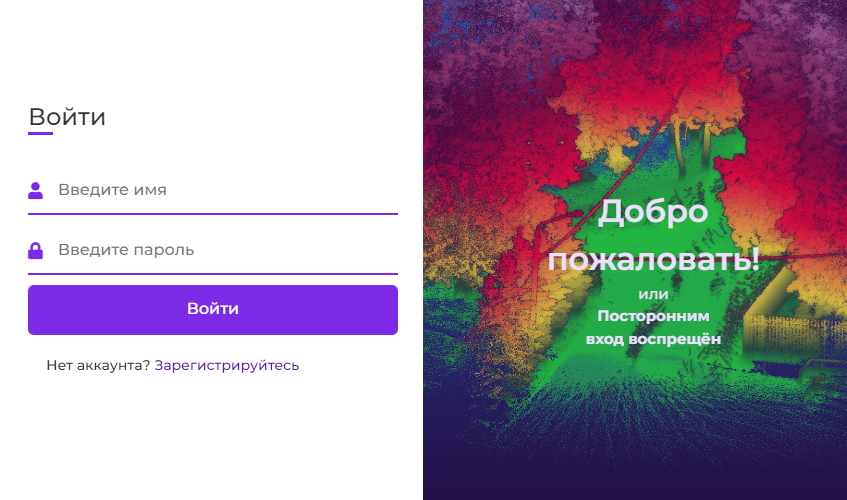 Войти
Введите имя
Введите пароль
Войти
Нет аккаунта? Зарегистрируйтесь
Добро
пожаловать!
или
Посторонним
вход воспрещён